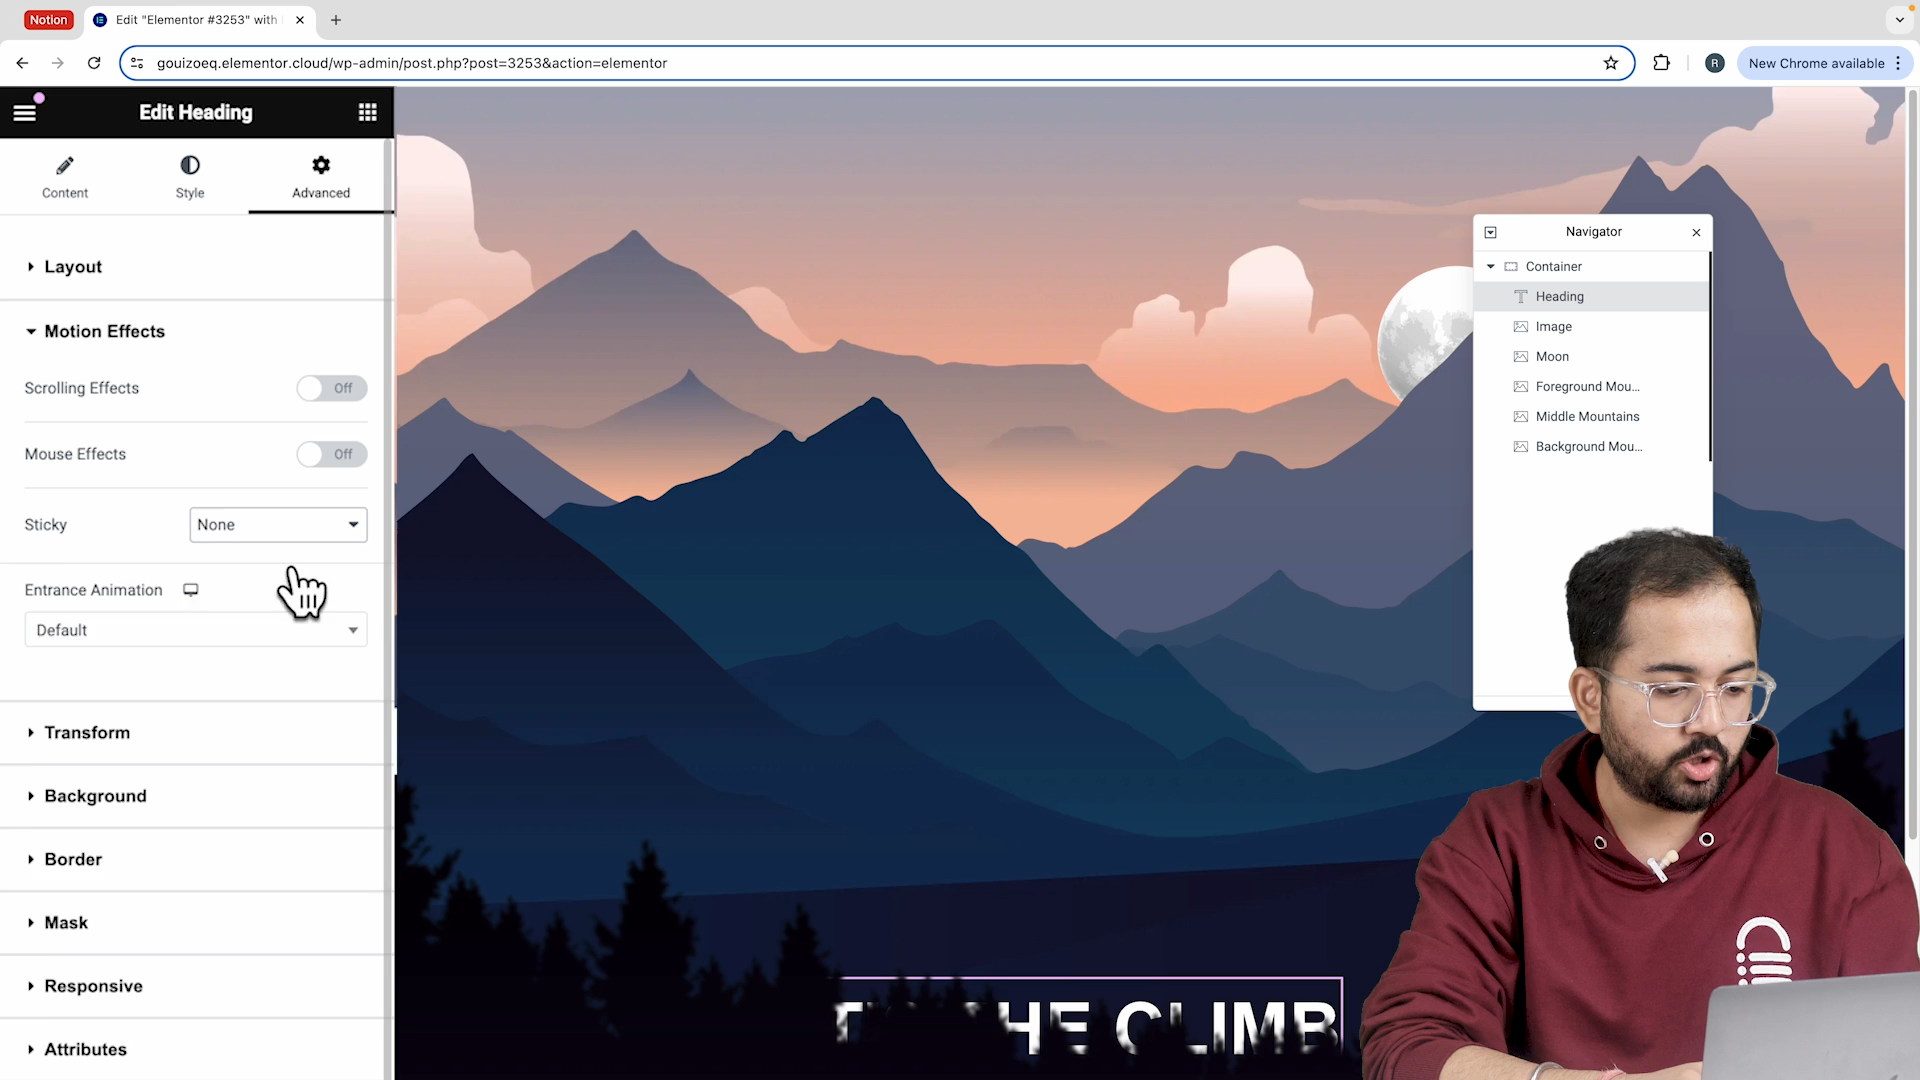 Notion
Edit "Elementor #3253" with
gouizoeq.elementor.cloud/wp-admin/post.php?post=3253&action=elementor
R
New Chrome available
Edit Heading
Content
Style
Advanced
Layout
Motion Effects
Scrolling Effects
Off
Mouse Effects
Off
Sticky
None
Entrance Animation
Default
Transform
Background
Border
Mask
Responsive
Attributes
Navigator
Container
Heading
Image
Moon
Foreground Mou...
Middle Mountains
Background Mou...
THE CLIMB